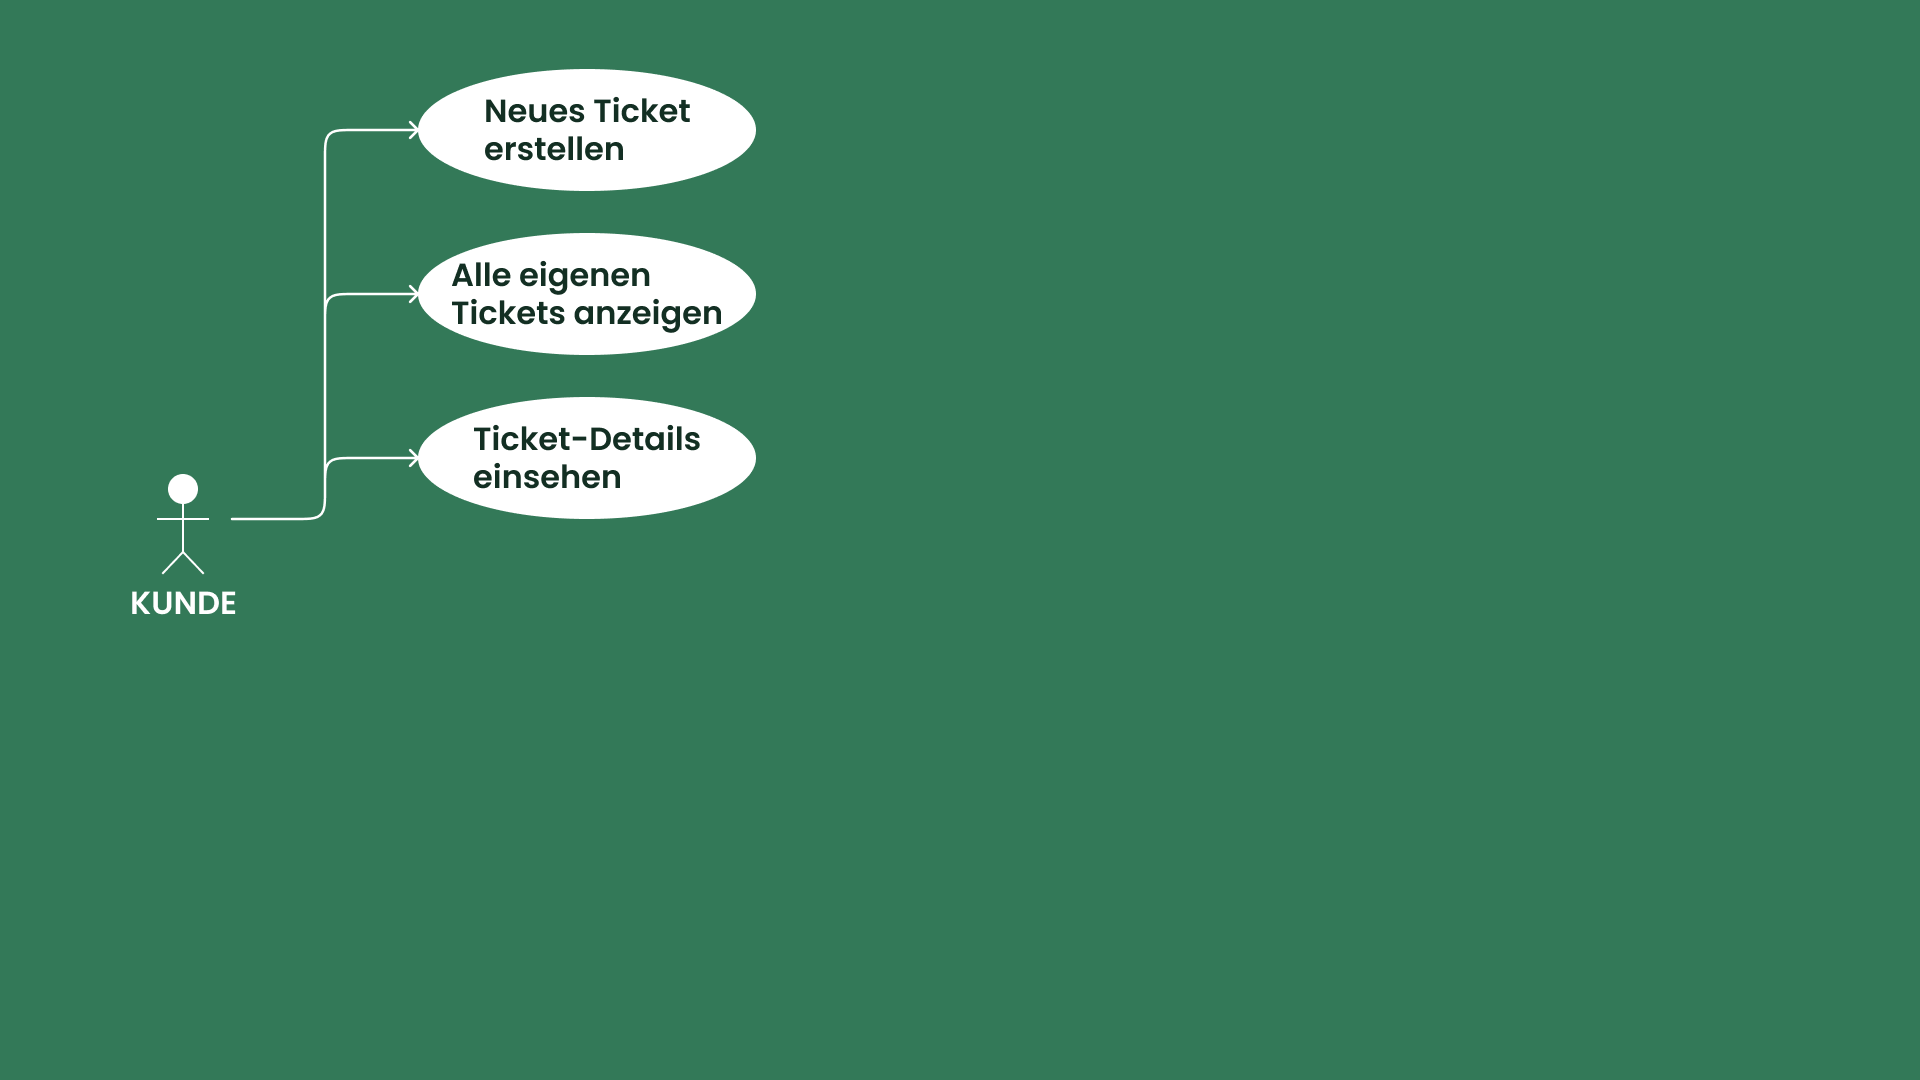 Neues Ticket
erstellen
Alle eigenen
Tickets anzeigen
Ticket-Details
einsehen
KUNDE